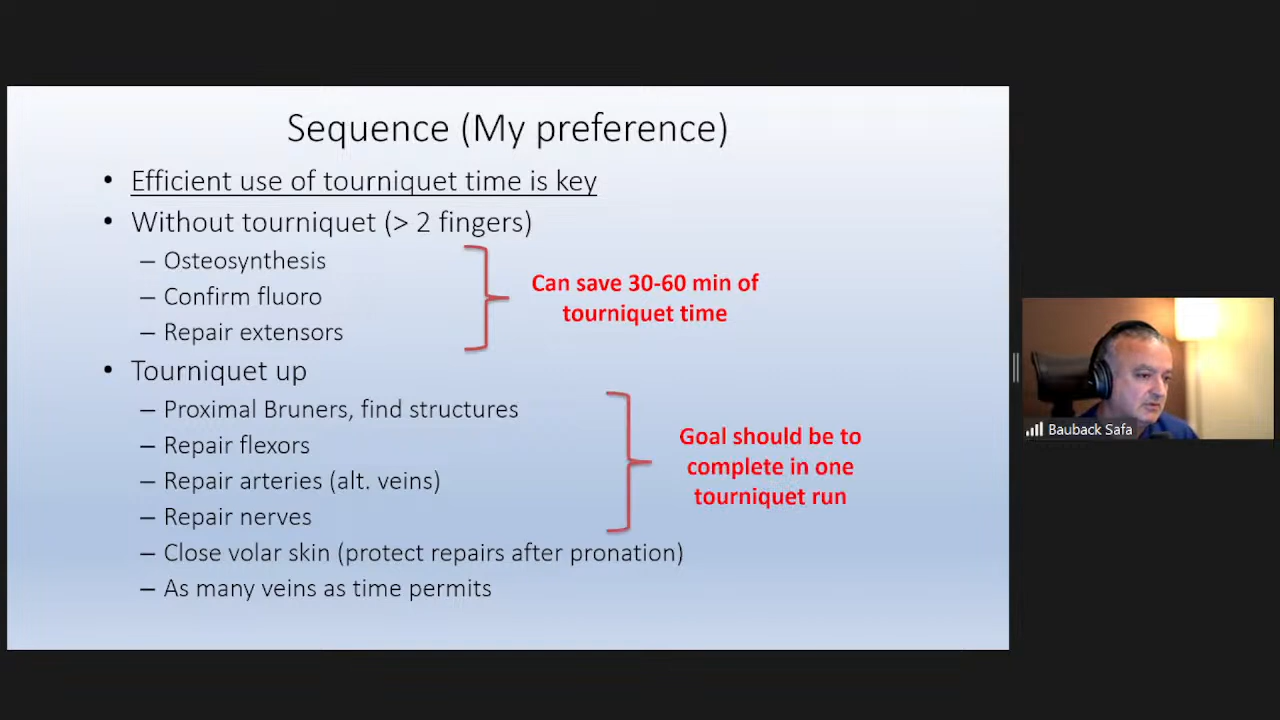 Sequence (My preference)
• Efficient use of tourniquet time is key
• Without tourniquet (> 2 fingers)
– Osteosynthesis
– Confirm fluoro
– Repair extensors
Can save 30-60 min of
tourniquet time
• Tourniquet up
– Proximal Bruners, find structures
– Repair flexors
– Repair arteries (alt. veins)
– Repair nerves
Goal should be to
complete in one
tourniquet run
– Close volar skin (protect repairs after pronation)
– As many veins as time permits
Bauback Safa